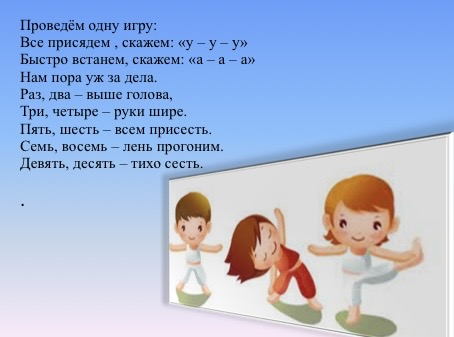 Проведём одну игру:
Все присядем , скажем: «у – у – у»
Быстро встанем, скажем: «а – а – а»
Нам пора уж за дела.
Раз, два – выше голова,
Три, четыре – руки шире.
Пять, шесть – всем присесть.
Семь, восемь – лень прогоним.
Девять, десять – тихо сесть.
.